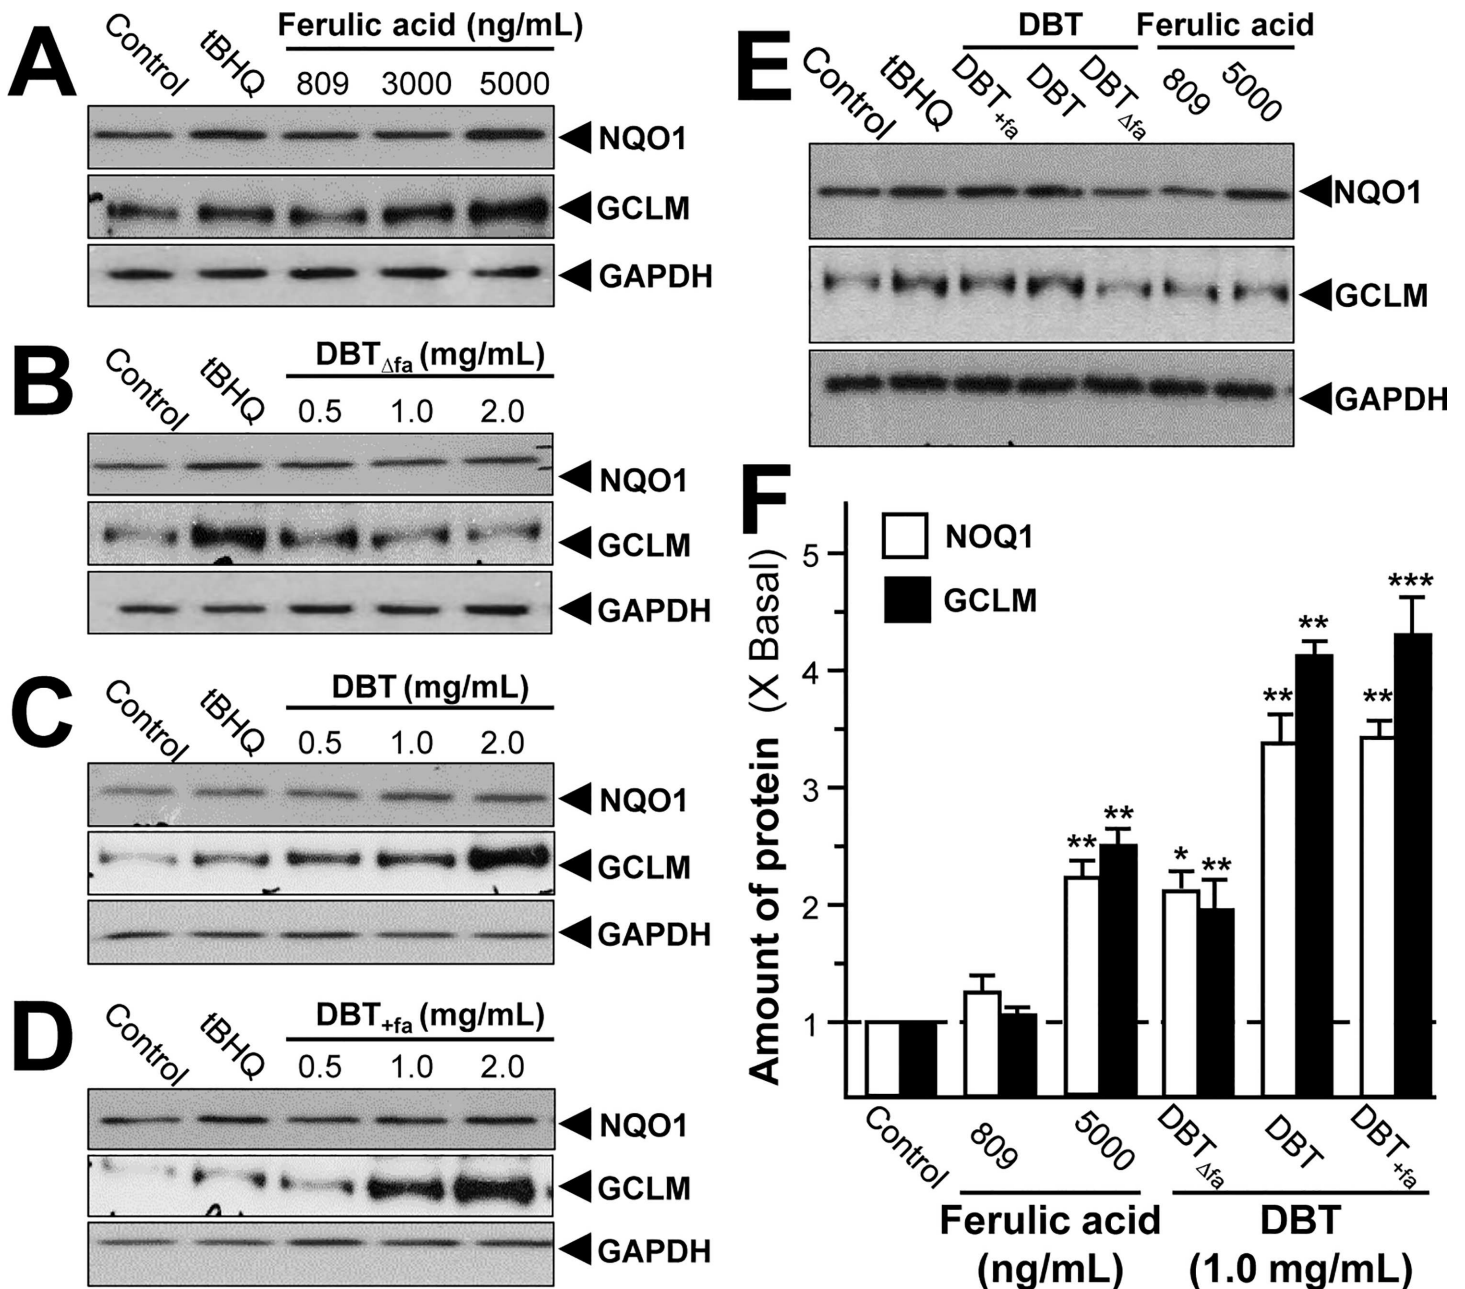 A
Control tBHQ Ferulic acid (ng/mL)
809 3000 5000
NQO1
GCLM
GAPDH
B
Control tBHQ DBTΔfa (mg/mL)
0.5 1.0 2.0
NQO1
GCLM
GAPDH
C
Control tBHQ DBT (mg/mL)
0.5 1.0 2.0
NQO1
GCLM
GAPDH
D
Control tBHQ DBT+fa (mg/mL)
0.5 1.0 2.0
NQO1
GCLM
GAPDH
E
DBT Ferulic acid
Control tBHQ DBT+fa DBT DBTΔfa 809 5000
NQO1
GCLM
GAPDH
F
NOQ1
GCLM
Amount of protein (X Basal)
5
4
3
2
1
** ** * ** ** ** ** ***
Control 809 5000 DBTΔfa DBT DBT+fa
Ferulic acid DBT
(ng/mL) (1.0 mg/mL)